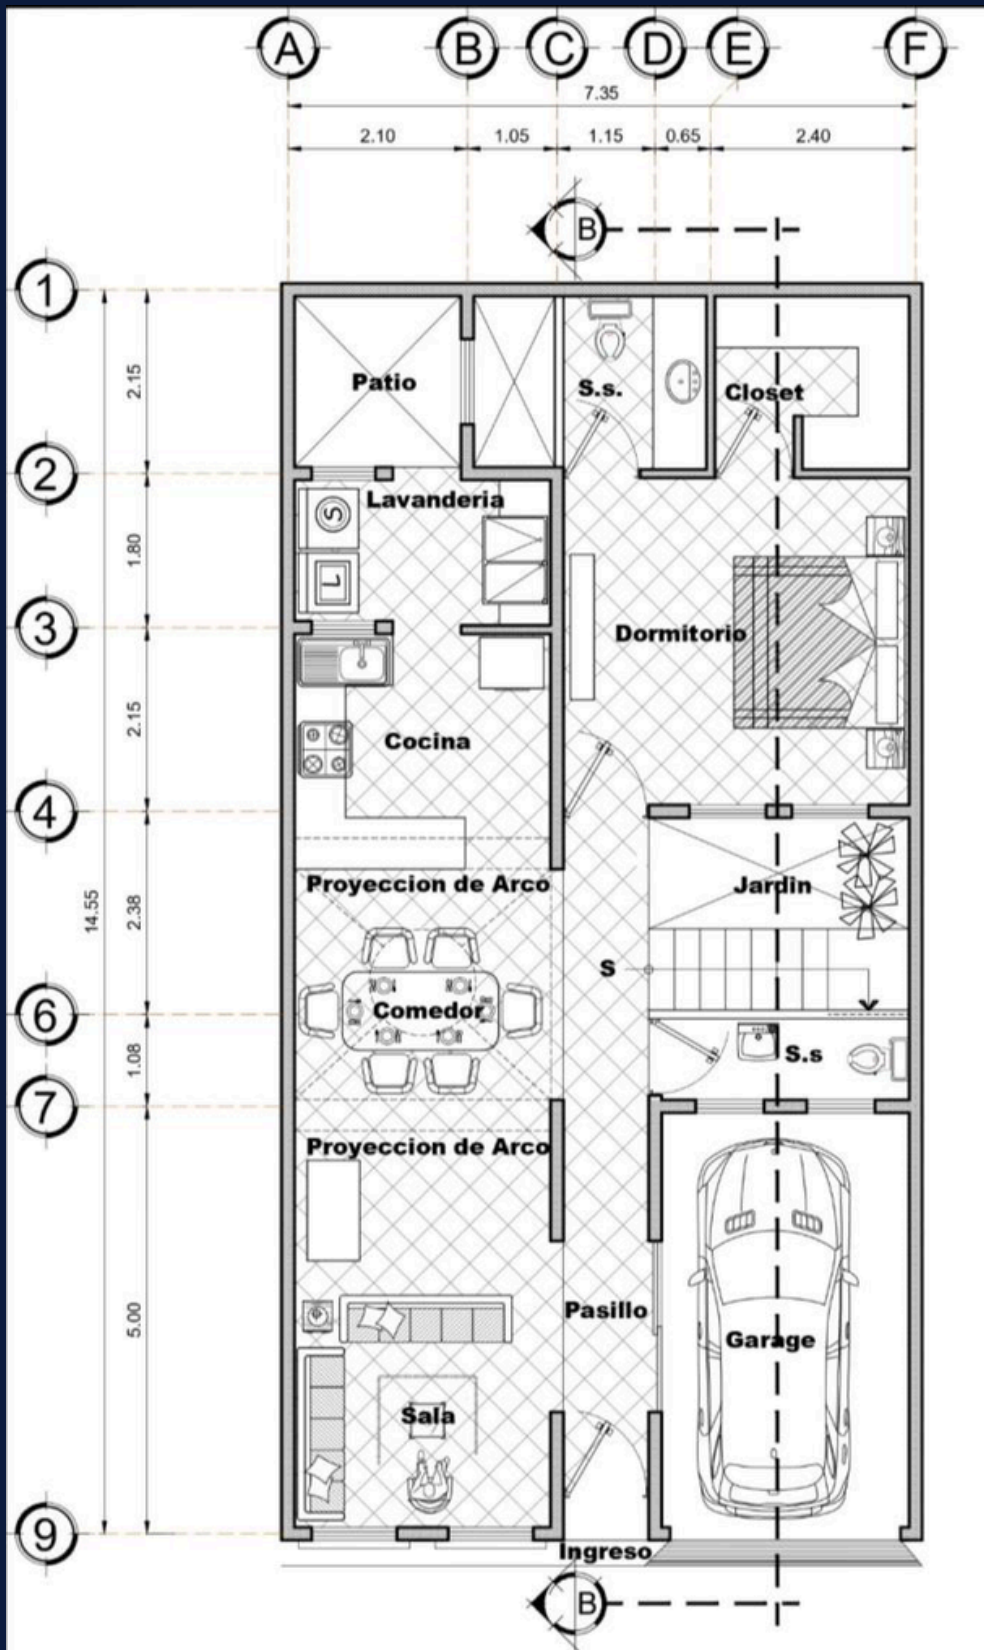 A B C D E F
7.35
2.10 1.05 1.15 0.65 2.40
B
1
2.15
Patio
S.s.
Closet
2
Lavanderia
S
1.80
L
3
Dormitorio
2.15
Cocina
4
Proyeccion de Arco
Jardin
14.55
2.38
S
6
Comedor
S.s
1.08
7
Proyeccion de Arco
5.00
Pasillo
Garage
Sala
9
Ingreso
B